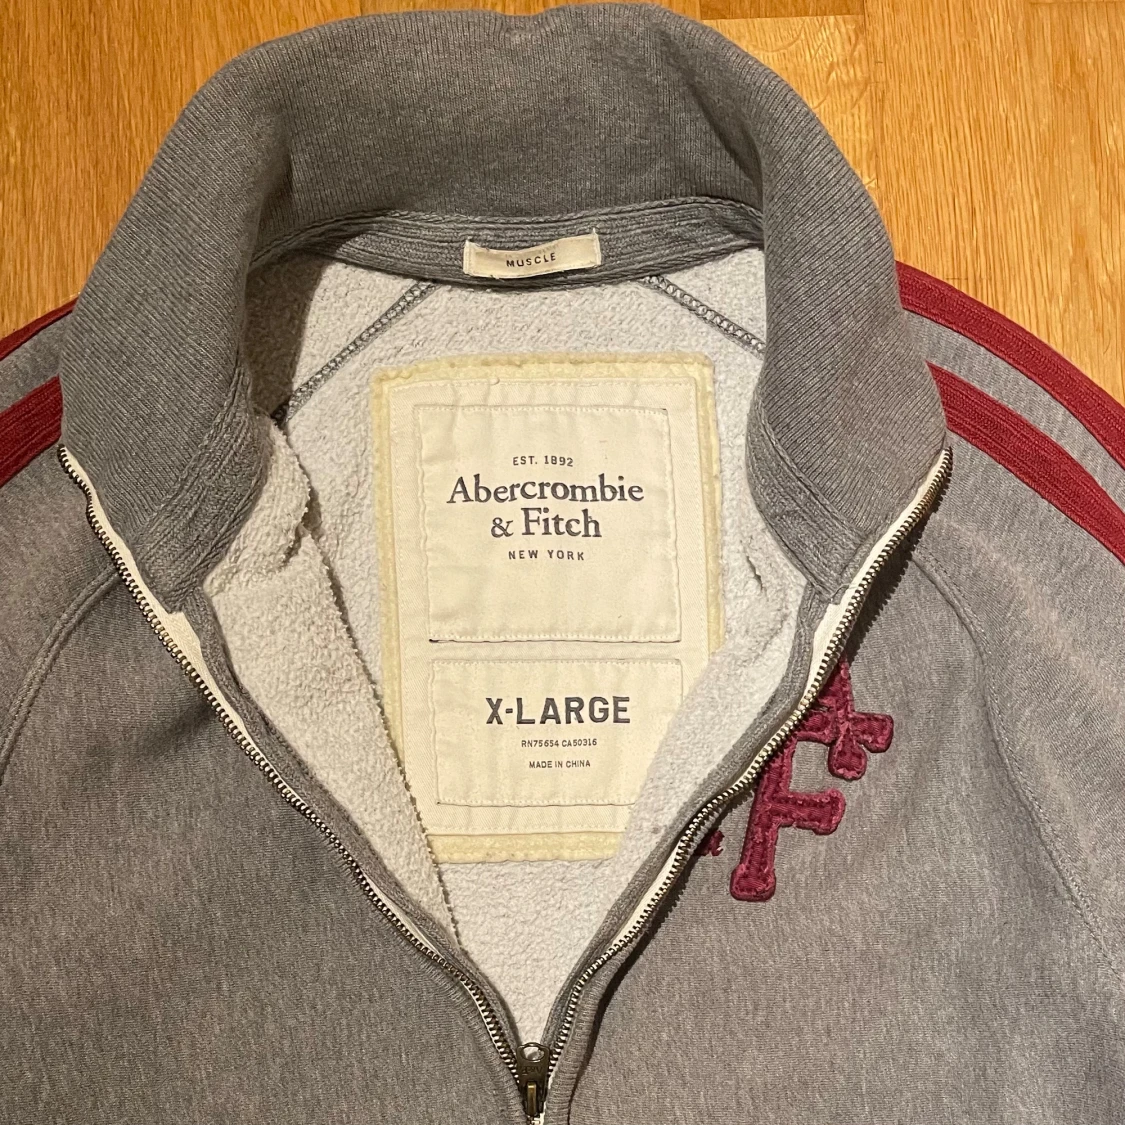 MUSCLE
EST. 1892
Abercrombie
& Fitch
NEW YORK
X-LARGE
RN75654 CA50316
MADE IN CHINA
F